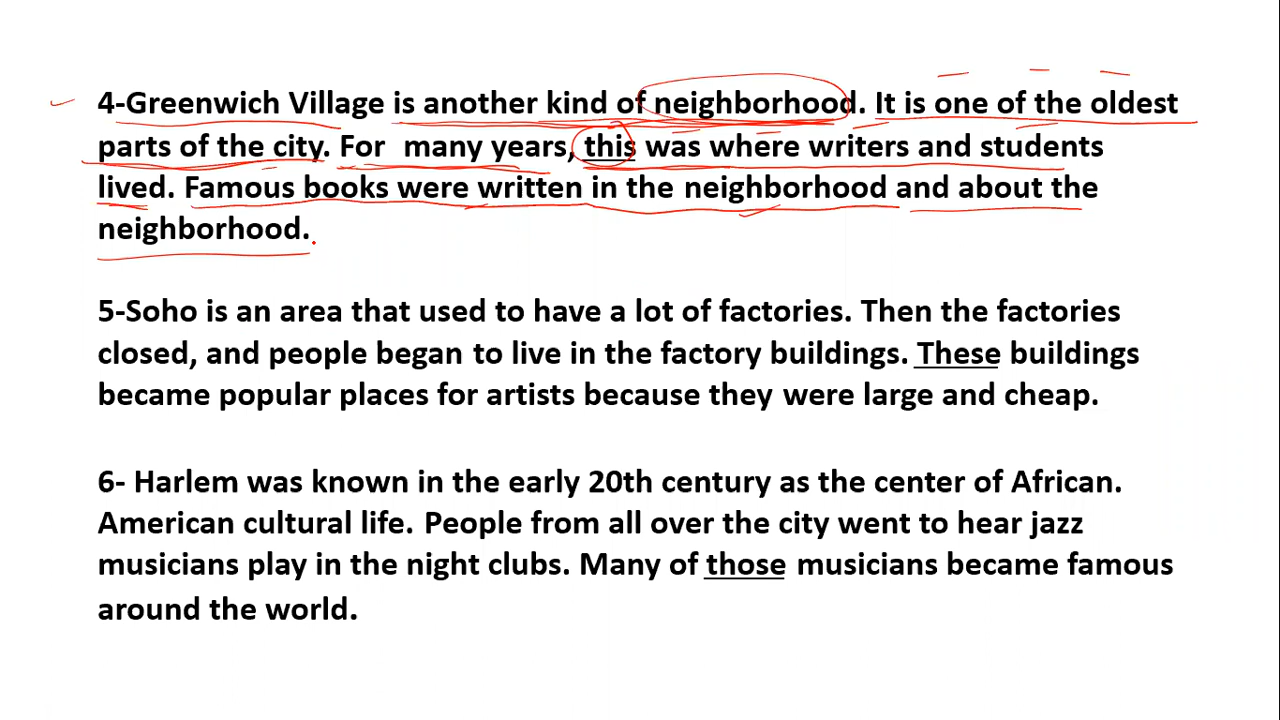 4-Greenwich Village is another kind of neighborhood. It is one of the oldest
parts of the city. For many years, this was where writers and students
lived. Famous books were written in the neighborhood and about the
neighborhood.
5-Soho is an area that used to have a lot of factories. Then the factories
closed, and people began to live in the factory buildings. These buildings
became popular places for artists because they were large and cheap.
6- Harlem was known in the early 20th century as the center of African.
American cultural life. People from all over the city went to hear jazz
musicians play in the night clubs. Many of those musicians became famous
around the world.